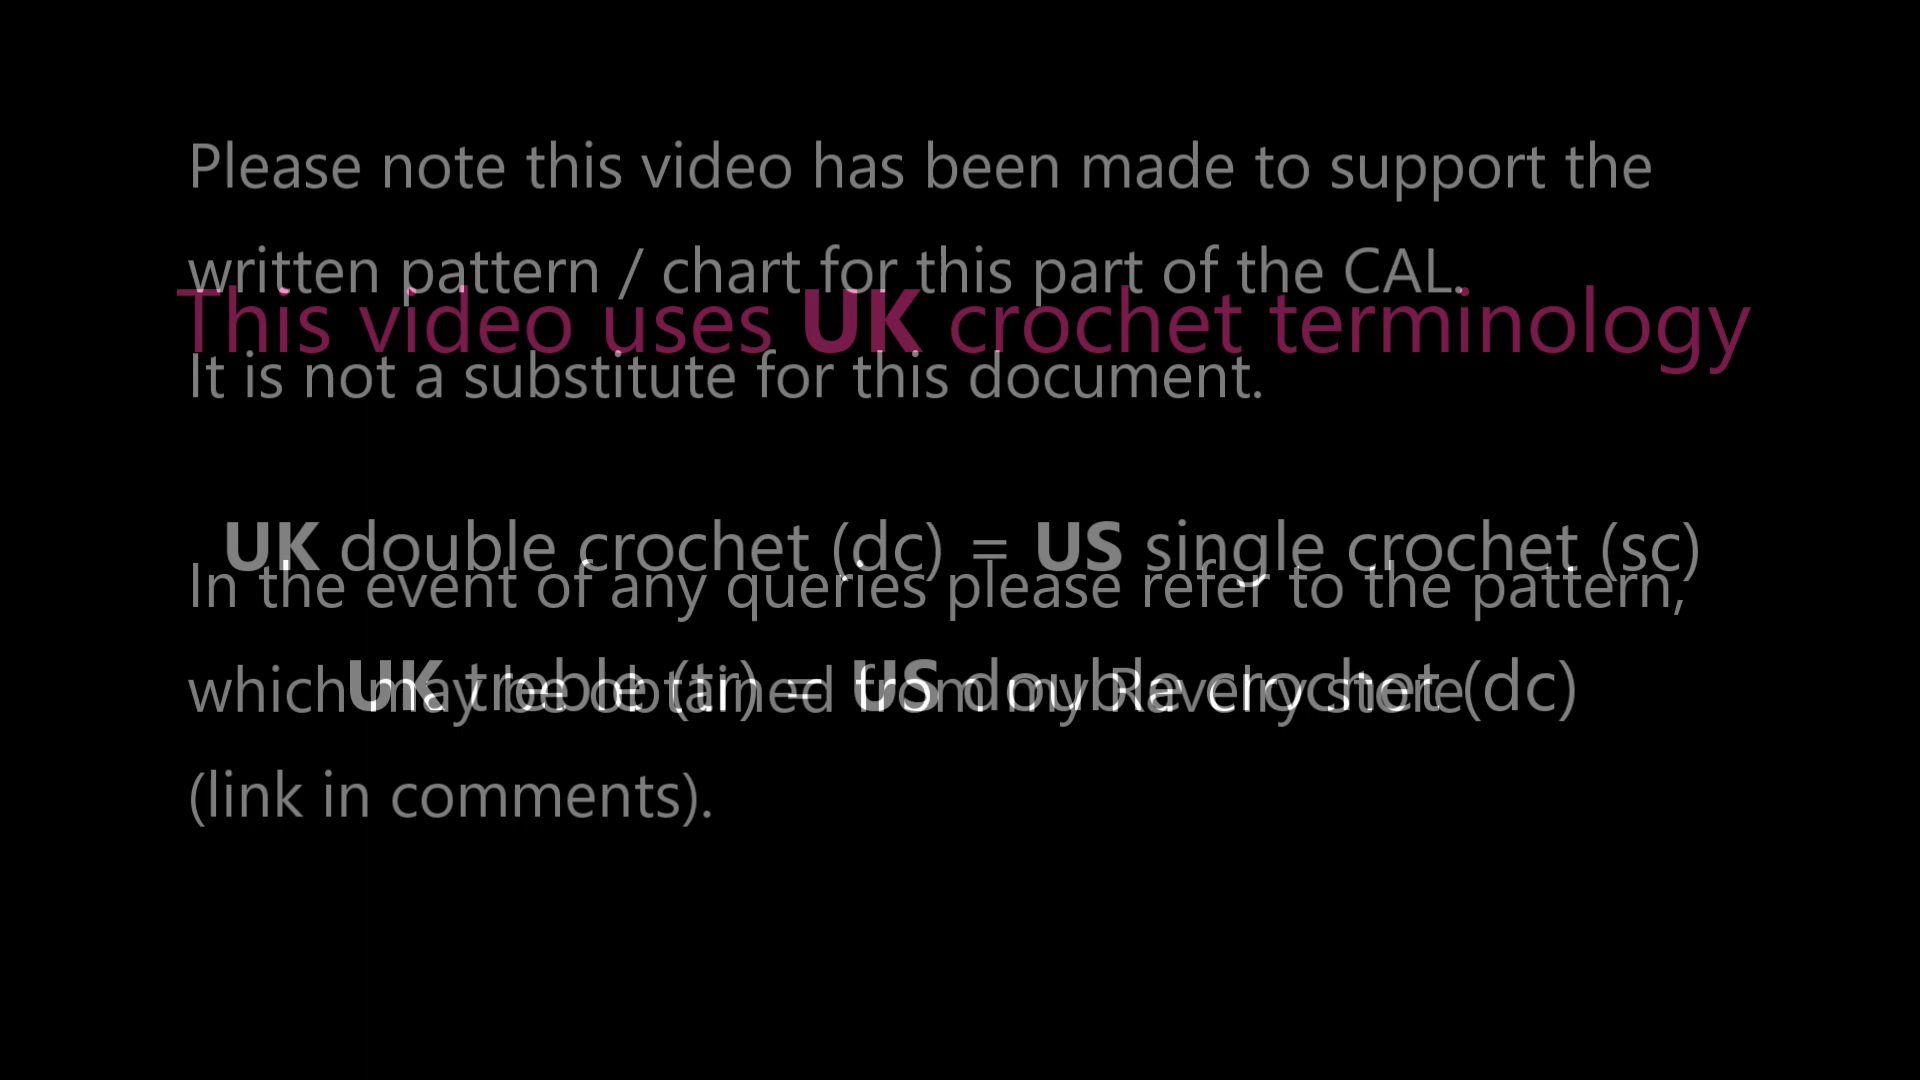 Please note this video has been made to support the
written pattern / chart for this part of the CAL.
This video uses UK crochet terminology
It is not a substitute for this document.
UK double crochet (dc) = US single crochet (sc)
In the event of any queries please refer to the pattern,
UK treble (tr) = US double crochet (dc)
which may be obtained from my Ravelry store
(link in comments).